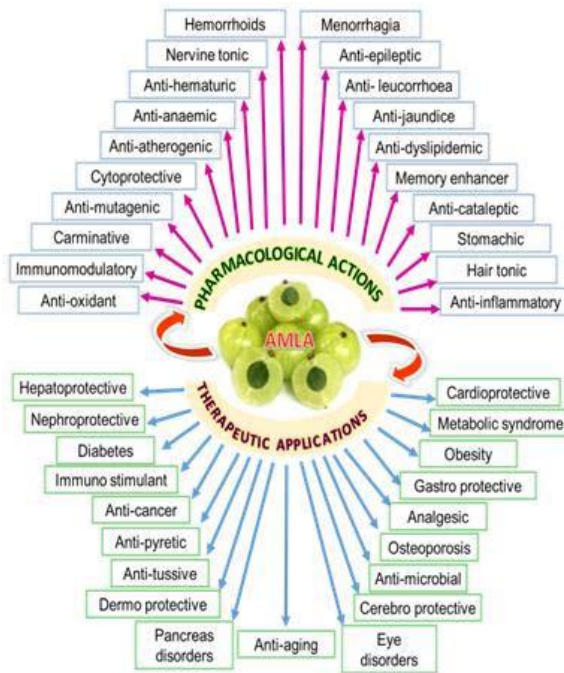 Hemorrhoids
Menorrhagia
Nervine tonic
Anti-epileptic
Anti-hematuric
Anti- leucorrhoea
Anti-anaemic
Anti-jaundice
Anti-atherogenic
Anti-dyslipidemic
Cytoprotective
Memory enhancer
Anti-mutagenic
Anti-cataleptic
Carminative
Stomachic
Immunomodulatory
Hair tonic
Anti-oxidant
Anti-inflammatory
PHARMACOLOGICAL ACTIONS
AMLA
THERAPEUTIC APPLICATIONS
Hepatoprotective
Cardioprotective
Nephroprotective
Metabolic syndrome
Diabetes
Obesity
Immuno stimulant
Gastro protective
Anti-cancer
Analgesic
Anti-pyretic
Osteoporosis
Anti-tussive
Anti-microbial
Dermo protective
Cerebro protective
Pancreas
disorders
Anti-aging
Eye
disorders